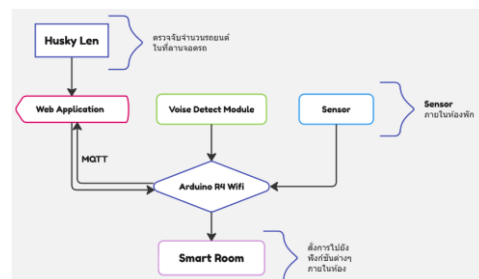 Husky Len
ตรวจจับจำนวนรถยนต์
ในที่ลานจอดรถ
Web Application
Voise Detect Module
Sensor
Sensor
ภายในห้องพัก
MQTT
Arduino R4 Wifi
Smart Room
สั่งการไปยัง
ฟังก์ชันต่างๆ
ภายในห้อง